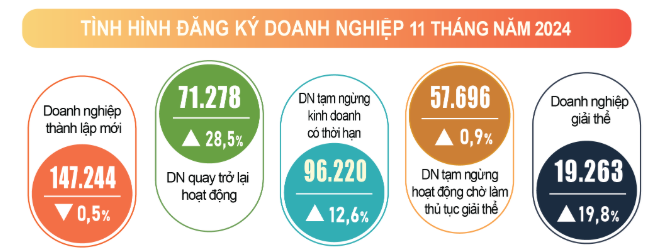 TÌNH HÌNH ĐĂNG KÝ DOANH NGHIỆP 11 THÁNG NĂM 2024
Doanh nghiệp
thành lập mới
147.244
▼ 0,5%
71.278
▲ 28,5%
DN quay trở lại
hoạt động
DN tạm ngừng
kinh doanh
có thời hạn
96.220
▲ 12,6%
57.696
▲ 0,9%
DN tạm ngừng
hoạt động chờ làm
thủ tục giải thể
Doanh nghiệp
giải thể
19.263
▲ 19,8%